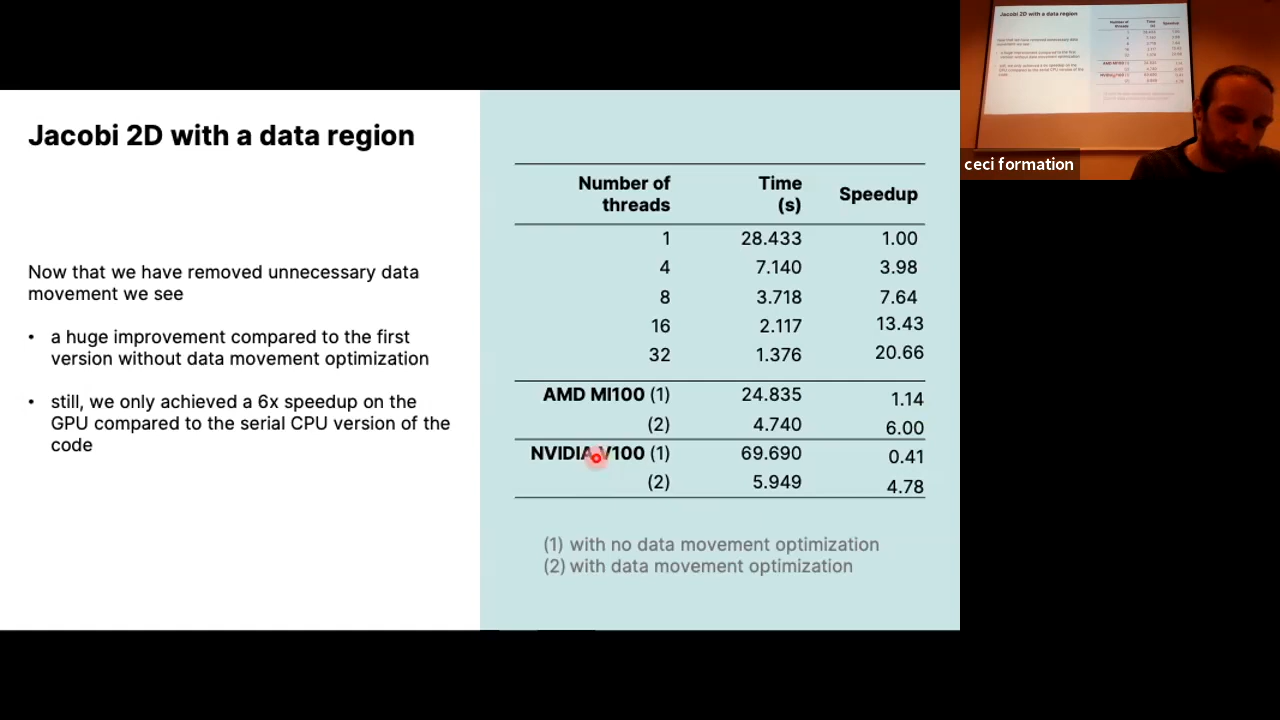 Jacobi 2D with a data region
Now that we have removed unnecessary data
movement we see
• a huge improvement compared to the first
version without data movement optimization
• still, we only achieved a 6x speedup on the
GPU compared to the serial CPU version of the
code
Number of threads Time (s) Speedup
1 28.433 1.00
4 7.140 3.98
8 3.718 7.64
16 2.117 13.43
32 1.376 20.66
AMD MI100 (1) 24.835 1.14
(2) 4.740 6.00
NVIDIA V100 (1) 69.690 0.41
(2) 5.949 4.78
(1) with no data movement optimization
(2) with data movement optimization
Jacobi 2D with a data region
ceci formation